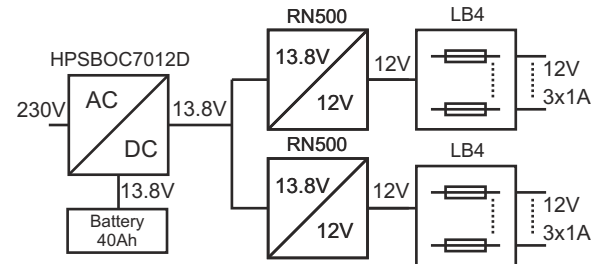 HPSBOC7012D
230V
AC
DC
13.8V
13.8V
Battery
40Ah
RN500
13.8V
12V
12V
LB4
12V
3x1A
RN500
13.8V
12V
12V
LB4
12V
3x1A